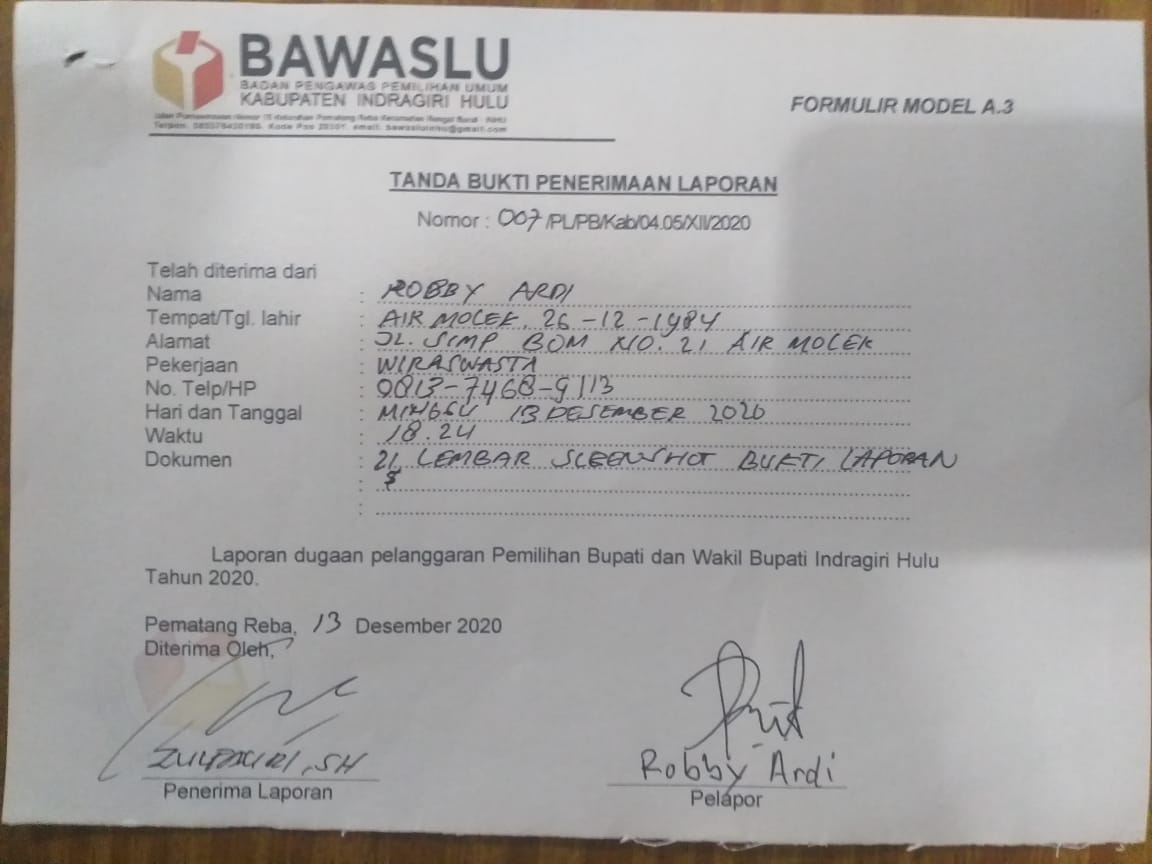 BAWASLU
BADAN PENGAWAS PEMILIHAN UMUM
KABUPATEN INDRAGIRI HULU
FORMULIR MODEL A.3
TANDA BUKTI PENERIMAAN LAPORAN
Nomor : 007/PL/PB/Kab/04.05/XII/2020
Telah diterima dari
Nama : ROBBY ARDI
Tempat/Tgl. lahir : AIR MOLEK, 26-12-1984
Alamat : JL. SIMP BOM NO. 21 AIR MOLEK
Pekerjaan : WIRASWASTA
No. Telp/HP : 0813-7468-9113
Hari dan Tanggal : MINGGU 13 DESEMBER 2020
Waktu : 18.24
Dokumen : 21 LEMBAR SCEENSHOT BUKTI LAPORAN
:
:
Laporan dugaan pelanggaran Pemilihan Bupati dan Wakil Bupati Indragiri Hulu
Tahun 2020.
Pematang Reba, 13 Desember 2020
Diterima Oleh,
Robby Ardi
Penerima Laporan
Pelapor